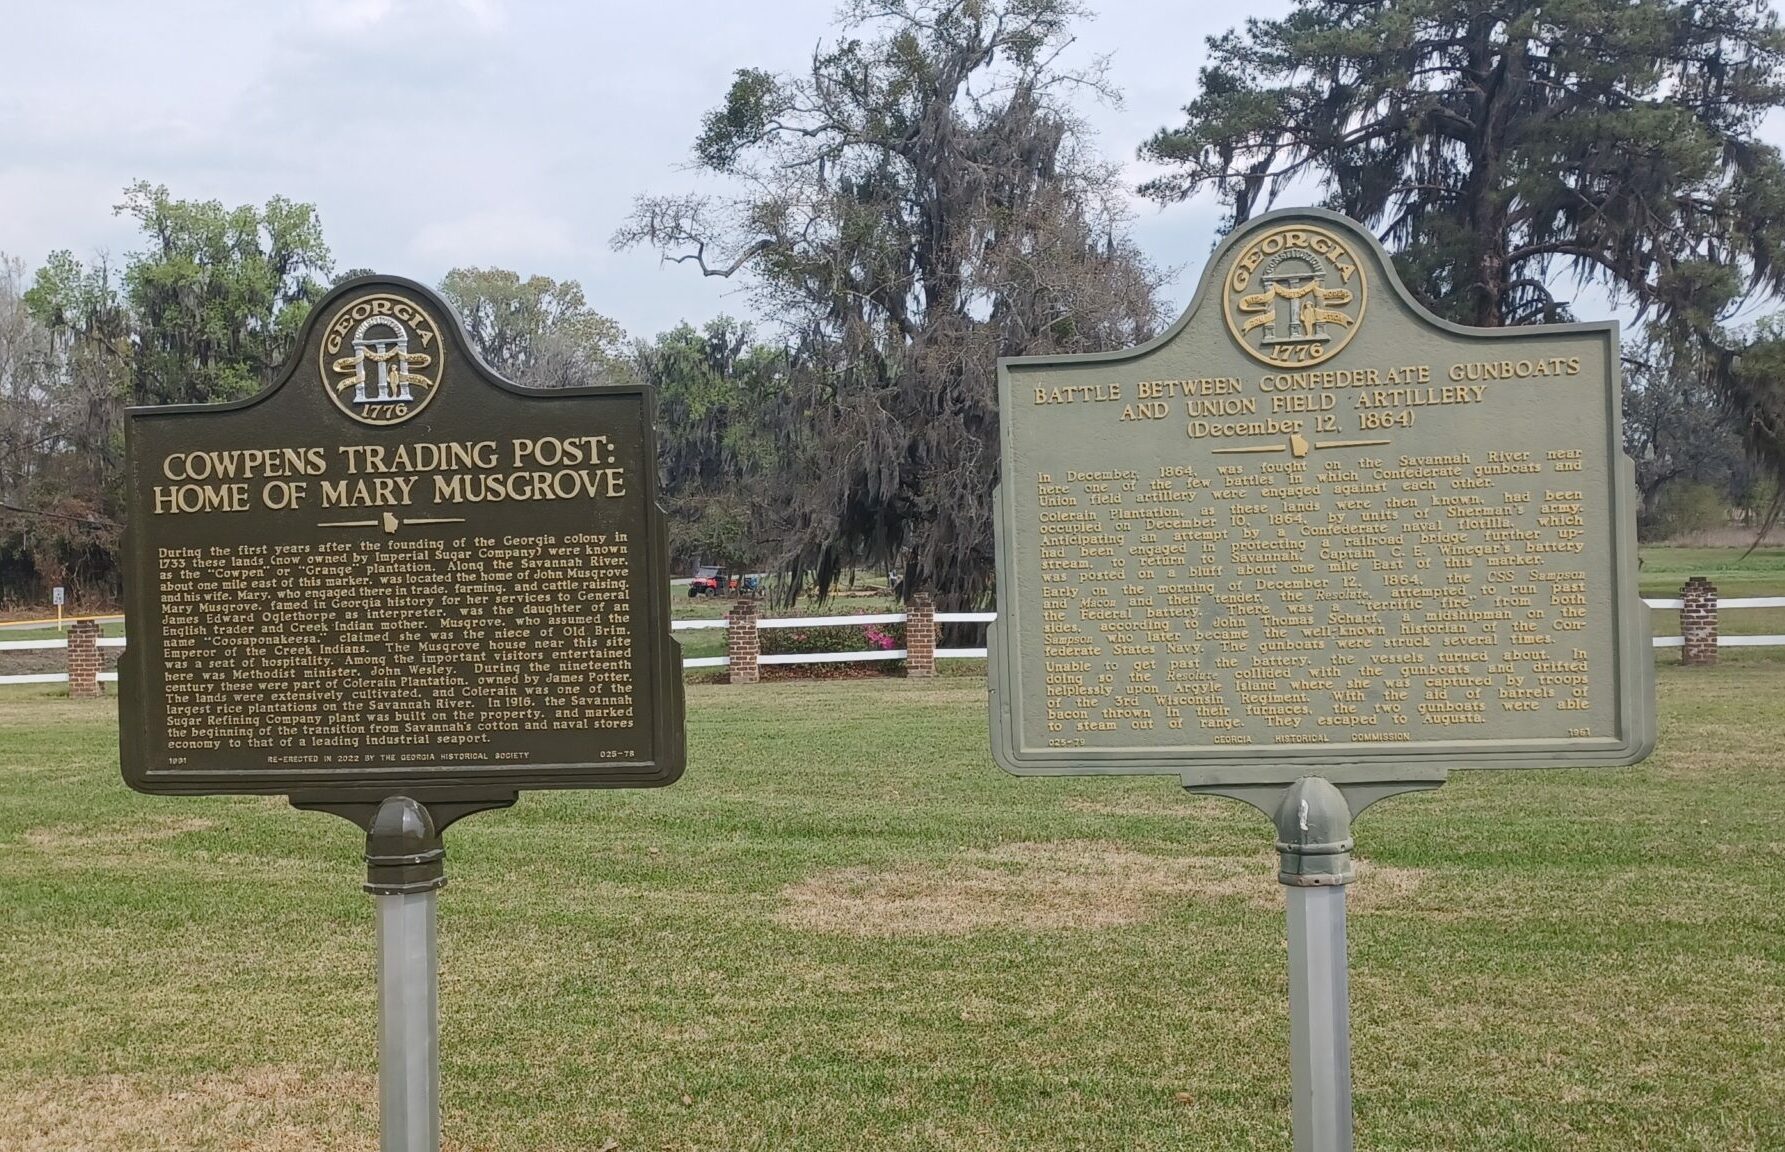 GEORGIA
CONSTITUTION
1776
COWPENS TRADING POST:
HOME OF MARY MUSGROVE
During the first years after the founding of the Georgia colony in
1733 these lands (now owned by Imperial Sugar Company) were known
as the "Cowpen" or "Grange" plantation. Along the Savannah River,
about one mile east of this marker, was located the home of John Musgrove
and his wife, Mary, who engaged there in trade, farming, and cattle raising.
Mary Musgrove, famed in Georgia history for her services to General
James Edward Oglethorpe as interpreter, was the daughter of an
English trader and Creek Indian mother. Musgrove, who assumed the
name "Coosaponakeesa," claimed she was the niece of Old Brim,
Emperor of the Creek Indians. The Musgrove house near this site
was a seat of hospitality. Among the important visitors entertained
here was Methodist minister, John Wesley. During the nineteenth
century these were part of Colerain Plantation, owned by James Potter.
The lands were extensively cultivated, and Colerain was one of the
largest rice plantations on the Savannah River. In 1916, the Savannah
Sugar Refining Company plant was built on the property, and marked
the beginning of the transition from Savannah's cotton and naval stores
economy to that of a leading industrial seaport.
1991 RE-ERECTED IN 2022 BY THE GEORGIA HISTORICAL SOCIETY 025-78
GEORGIA
CONSTITUTION
1776
BATTLE BETWEEN CONFEDERATE GUNBOATS
AND UNION FIELD ARTILLERY
(December 12, 1864)
In December, 1864, was fought on the Savannah River near
here one of the few battles in which Confederate gunboats and
Union field artillery were engaged against each other.
Colerain Plantation, as these lands were then known, had been
occupied on December 10, 1864, by units of Sherman's army.
Anticipating an attempt by a Confederate naval flotilla, which
had been engaged in protecting a railroad bridge further up-
stream, to return to Savannah, Captain C. E. Winegar's battery
was posted on a bluff about one mile East of this marker.
Early on the morning of December 12, 1864, the CSS Sampson
and Macon and their tender, the Resolute, attempted to run past
the Federal battery. There was a "terrific fire" from both
sides, according to John Thomas Scharf, a midshipman on the
Sampson who later became the well-known historian of the Con-
federate States Navy. The gunboats were struck several times.
Unable to get past the battery, the vessels turned about. In
doing so the Resolute collided with the gunboats and drifted
helplessly upon Argyle Island where she was captured by troops
of the 3rd Wisconsin Regiment. With the aid of barrels of
bacon thrown in their furnaces, the two gunboats were able
to steam out of range. They escaped to Augusta.
025-79 GEORGIA HISTORICAL COMMISSION 1961